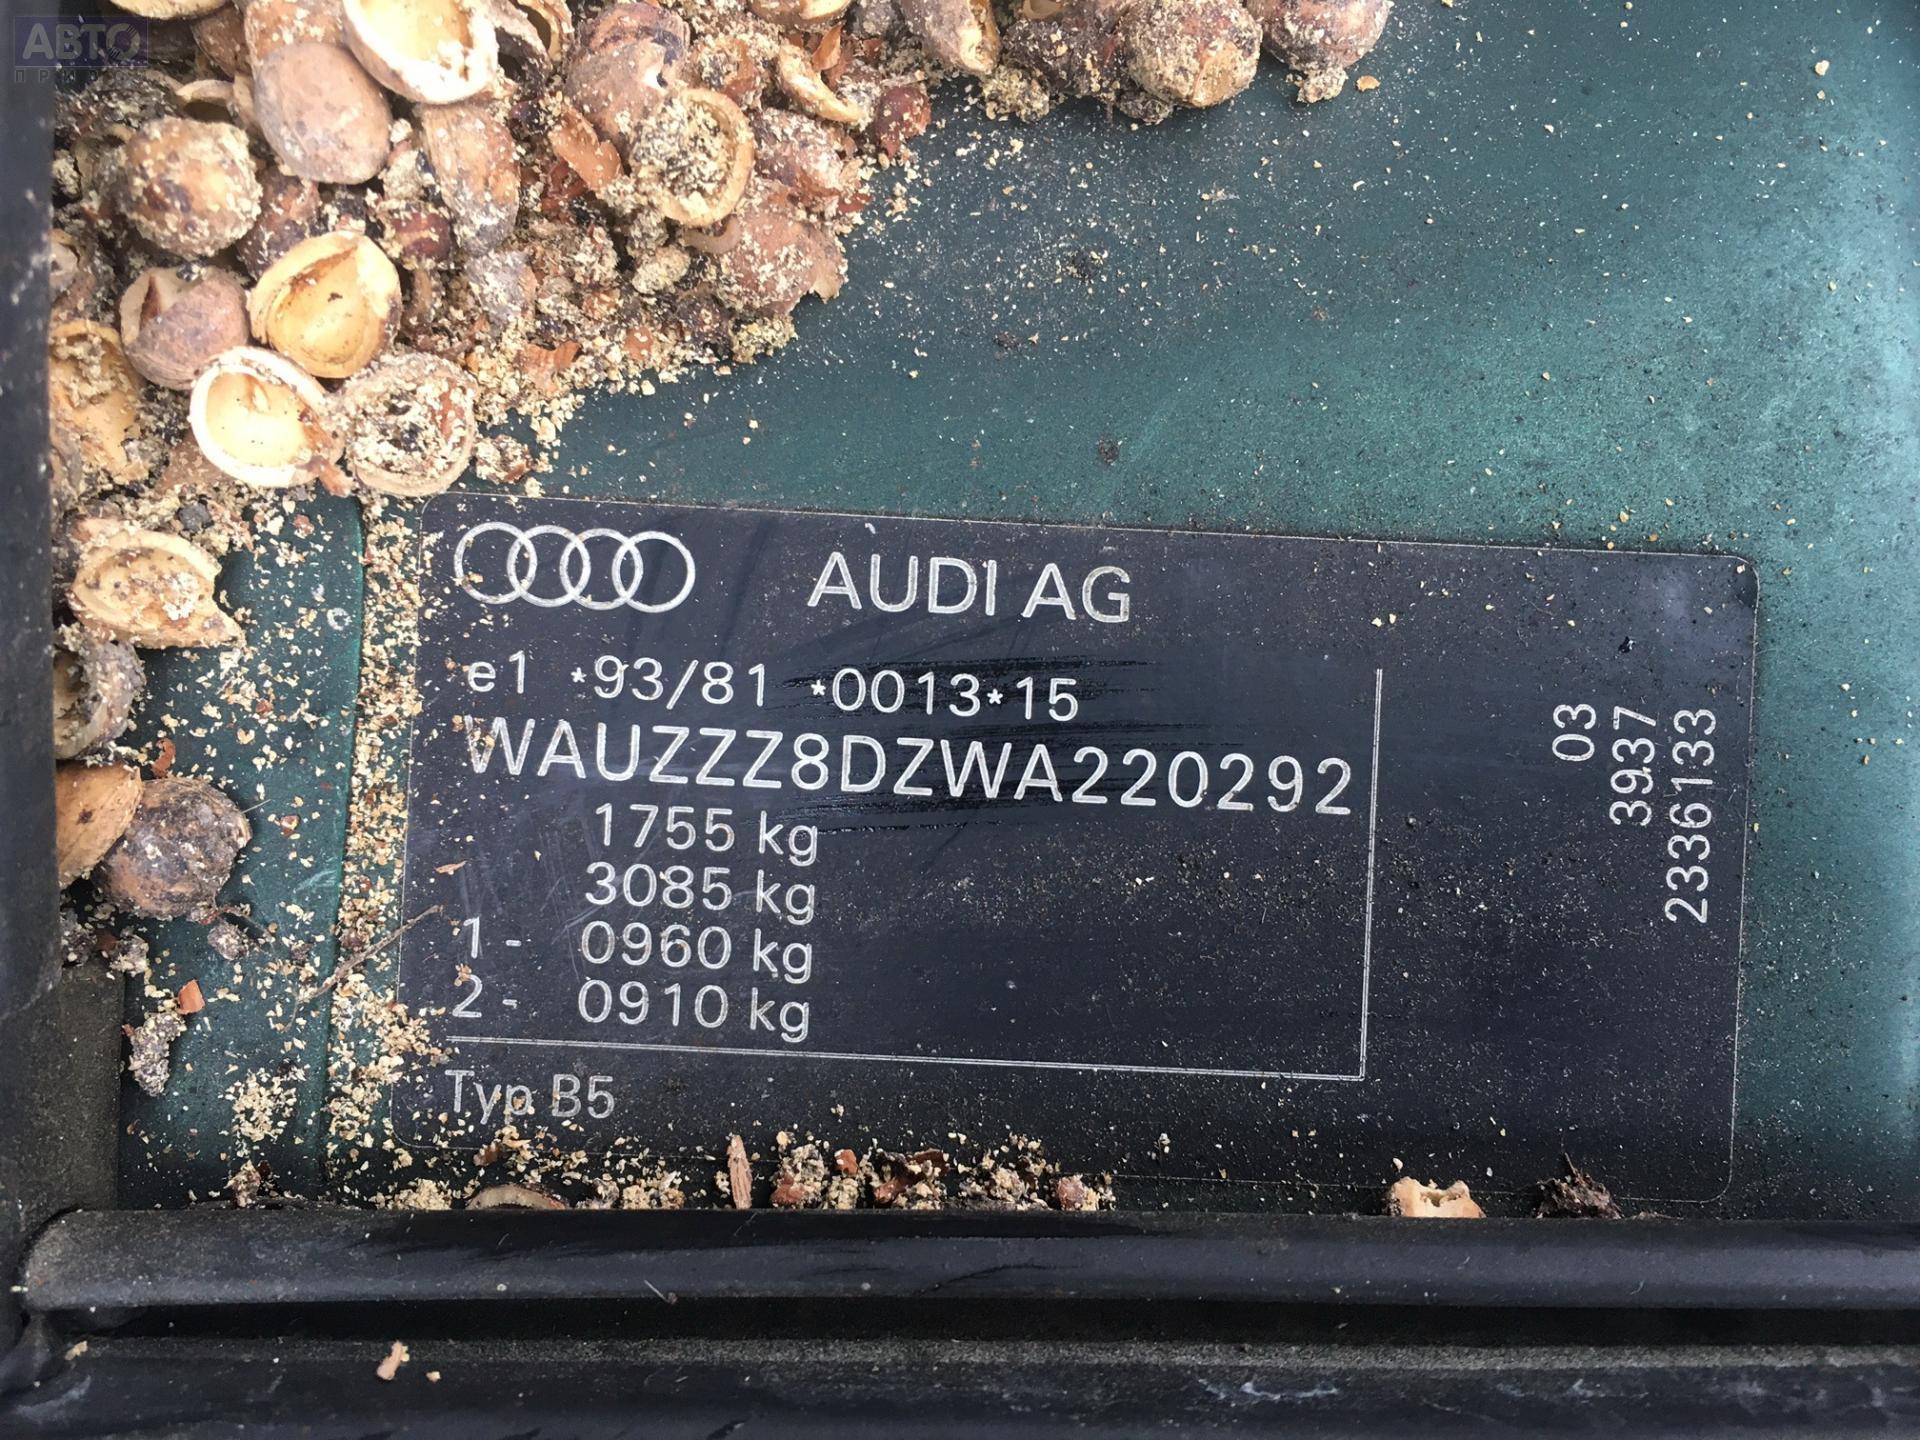 АВТО
ПРИВОЗ
AUDI AG
e1 *93/81 *0013*15
WAUZZZ8DZWA220292
1755 kg
3085 kg
1- 0960 kg
2- 0910 kg
Typ B5
03
3937
2336133